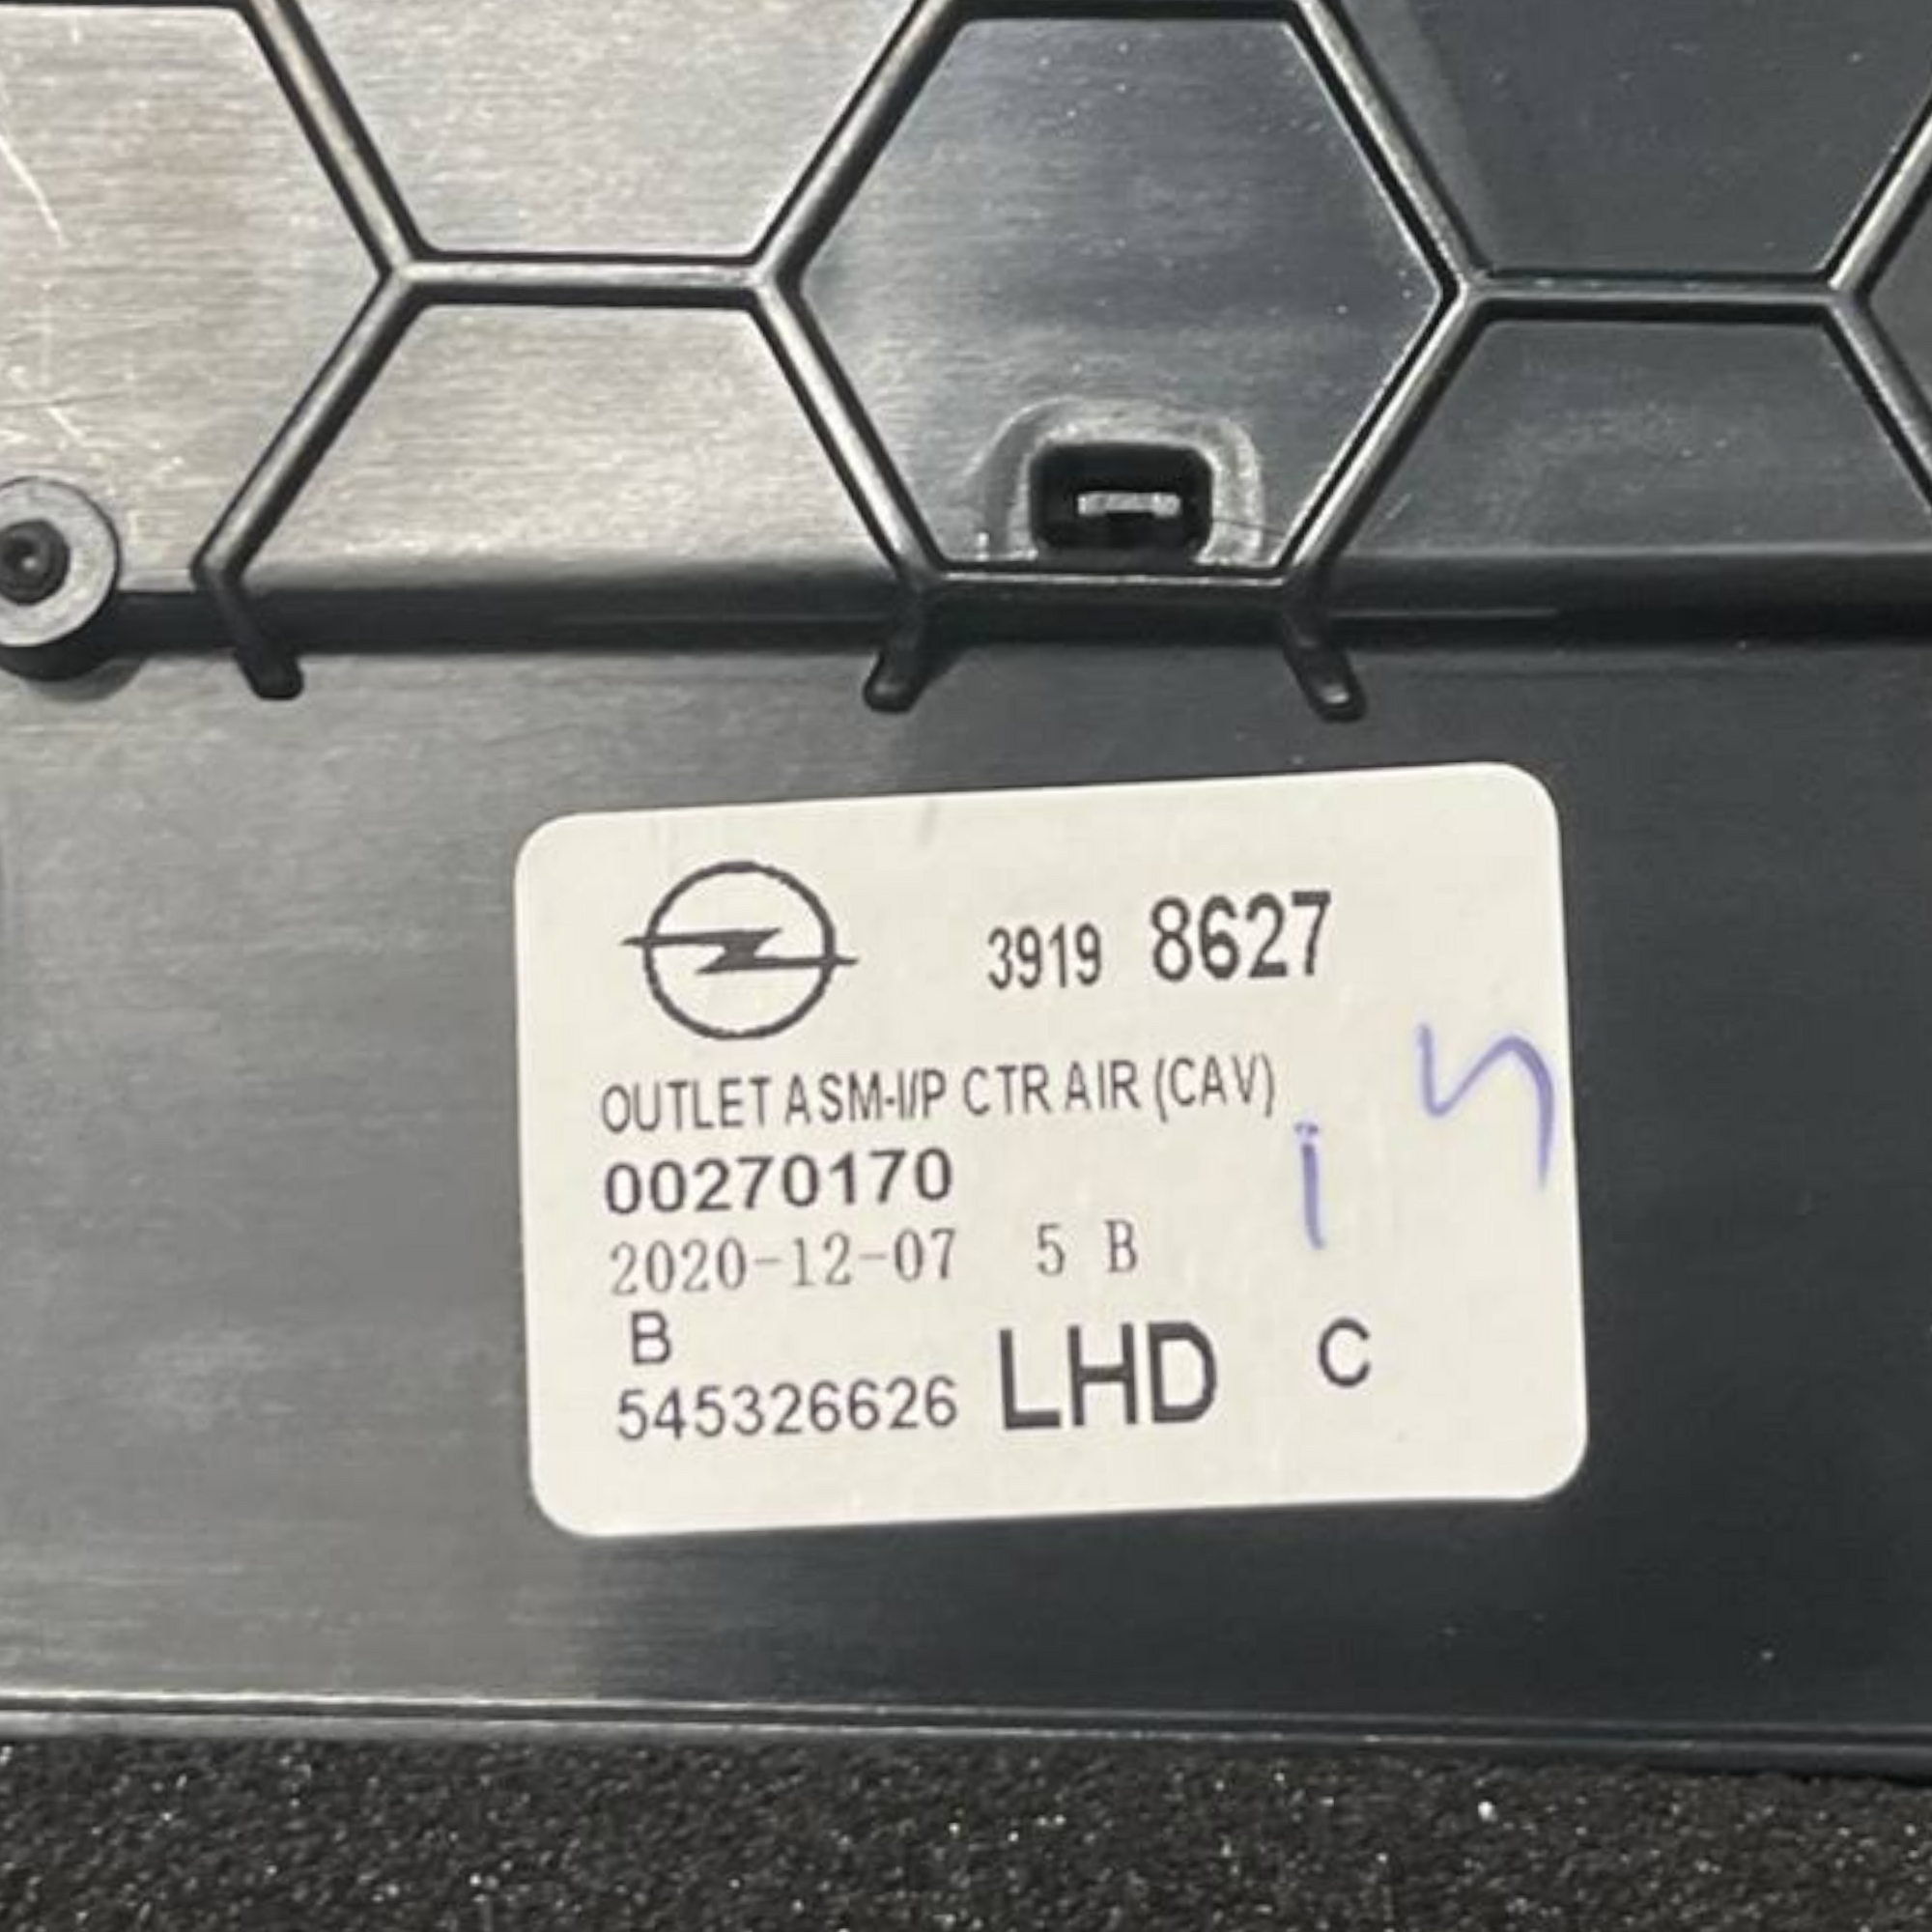 3919 8627
OUTLET ASM-I/P CTR AIR (CAV)
00270170
2020-12-07 5 B
B
545326626 LHD C